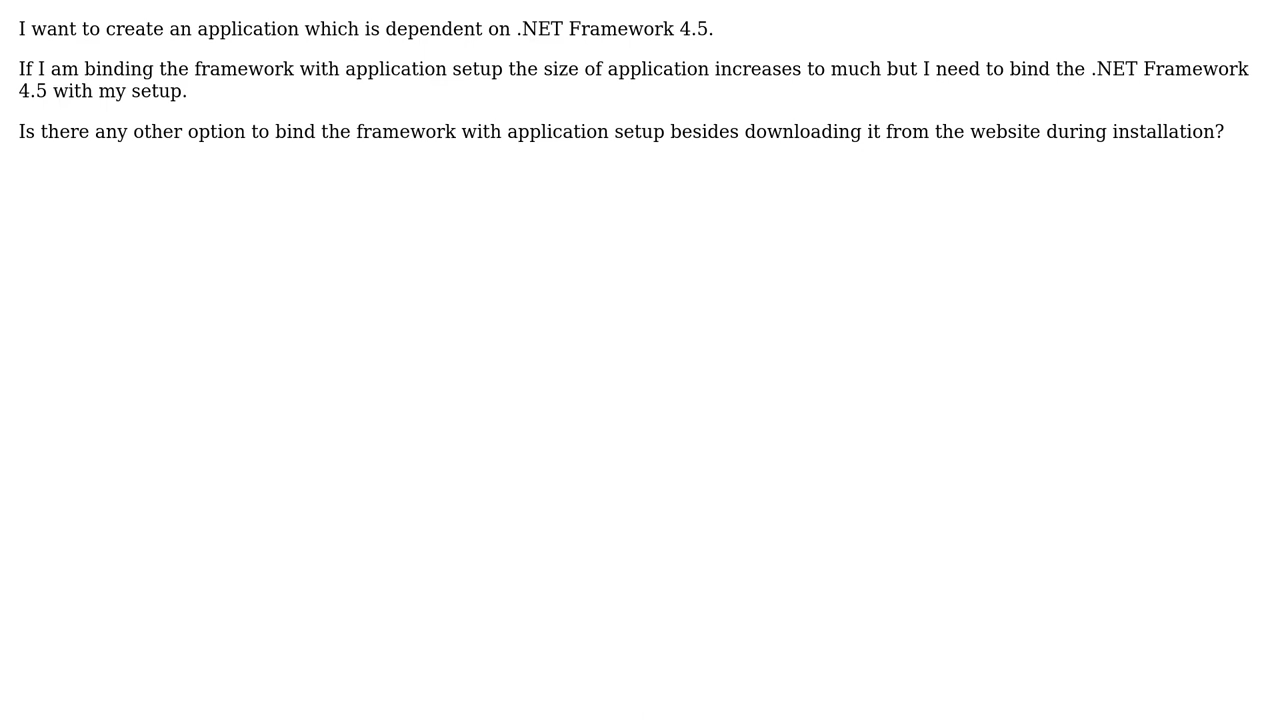 I want to create an application which is dependent on .NET Framework 4.5.
If I am binding the framework with application setup the size of application increases to much but I need to bind the .NET Framework
4.5 with my setup.
Is there any other option to bind the framework with application setup besides downloading it from the website during installation?